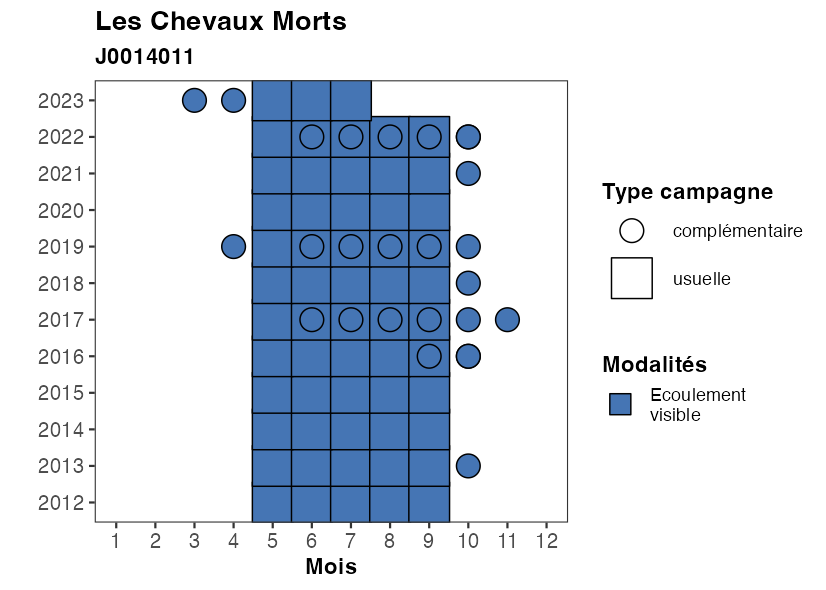 Les Chevaux Morts
J0014011
2023
2022
2021
2020
2019
2018
2017
2016
2015
2014
2013
2012
1 2 3 4 5 6 7 8 9 10 11 12
Mois
Type campagne
complémentaire
usuelle
Modalités
Ecoulement
visible